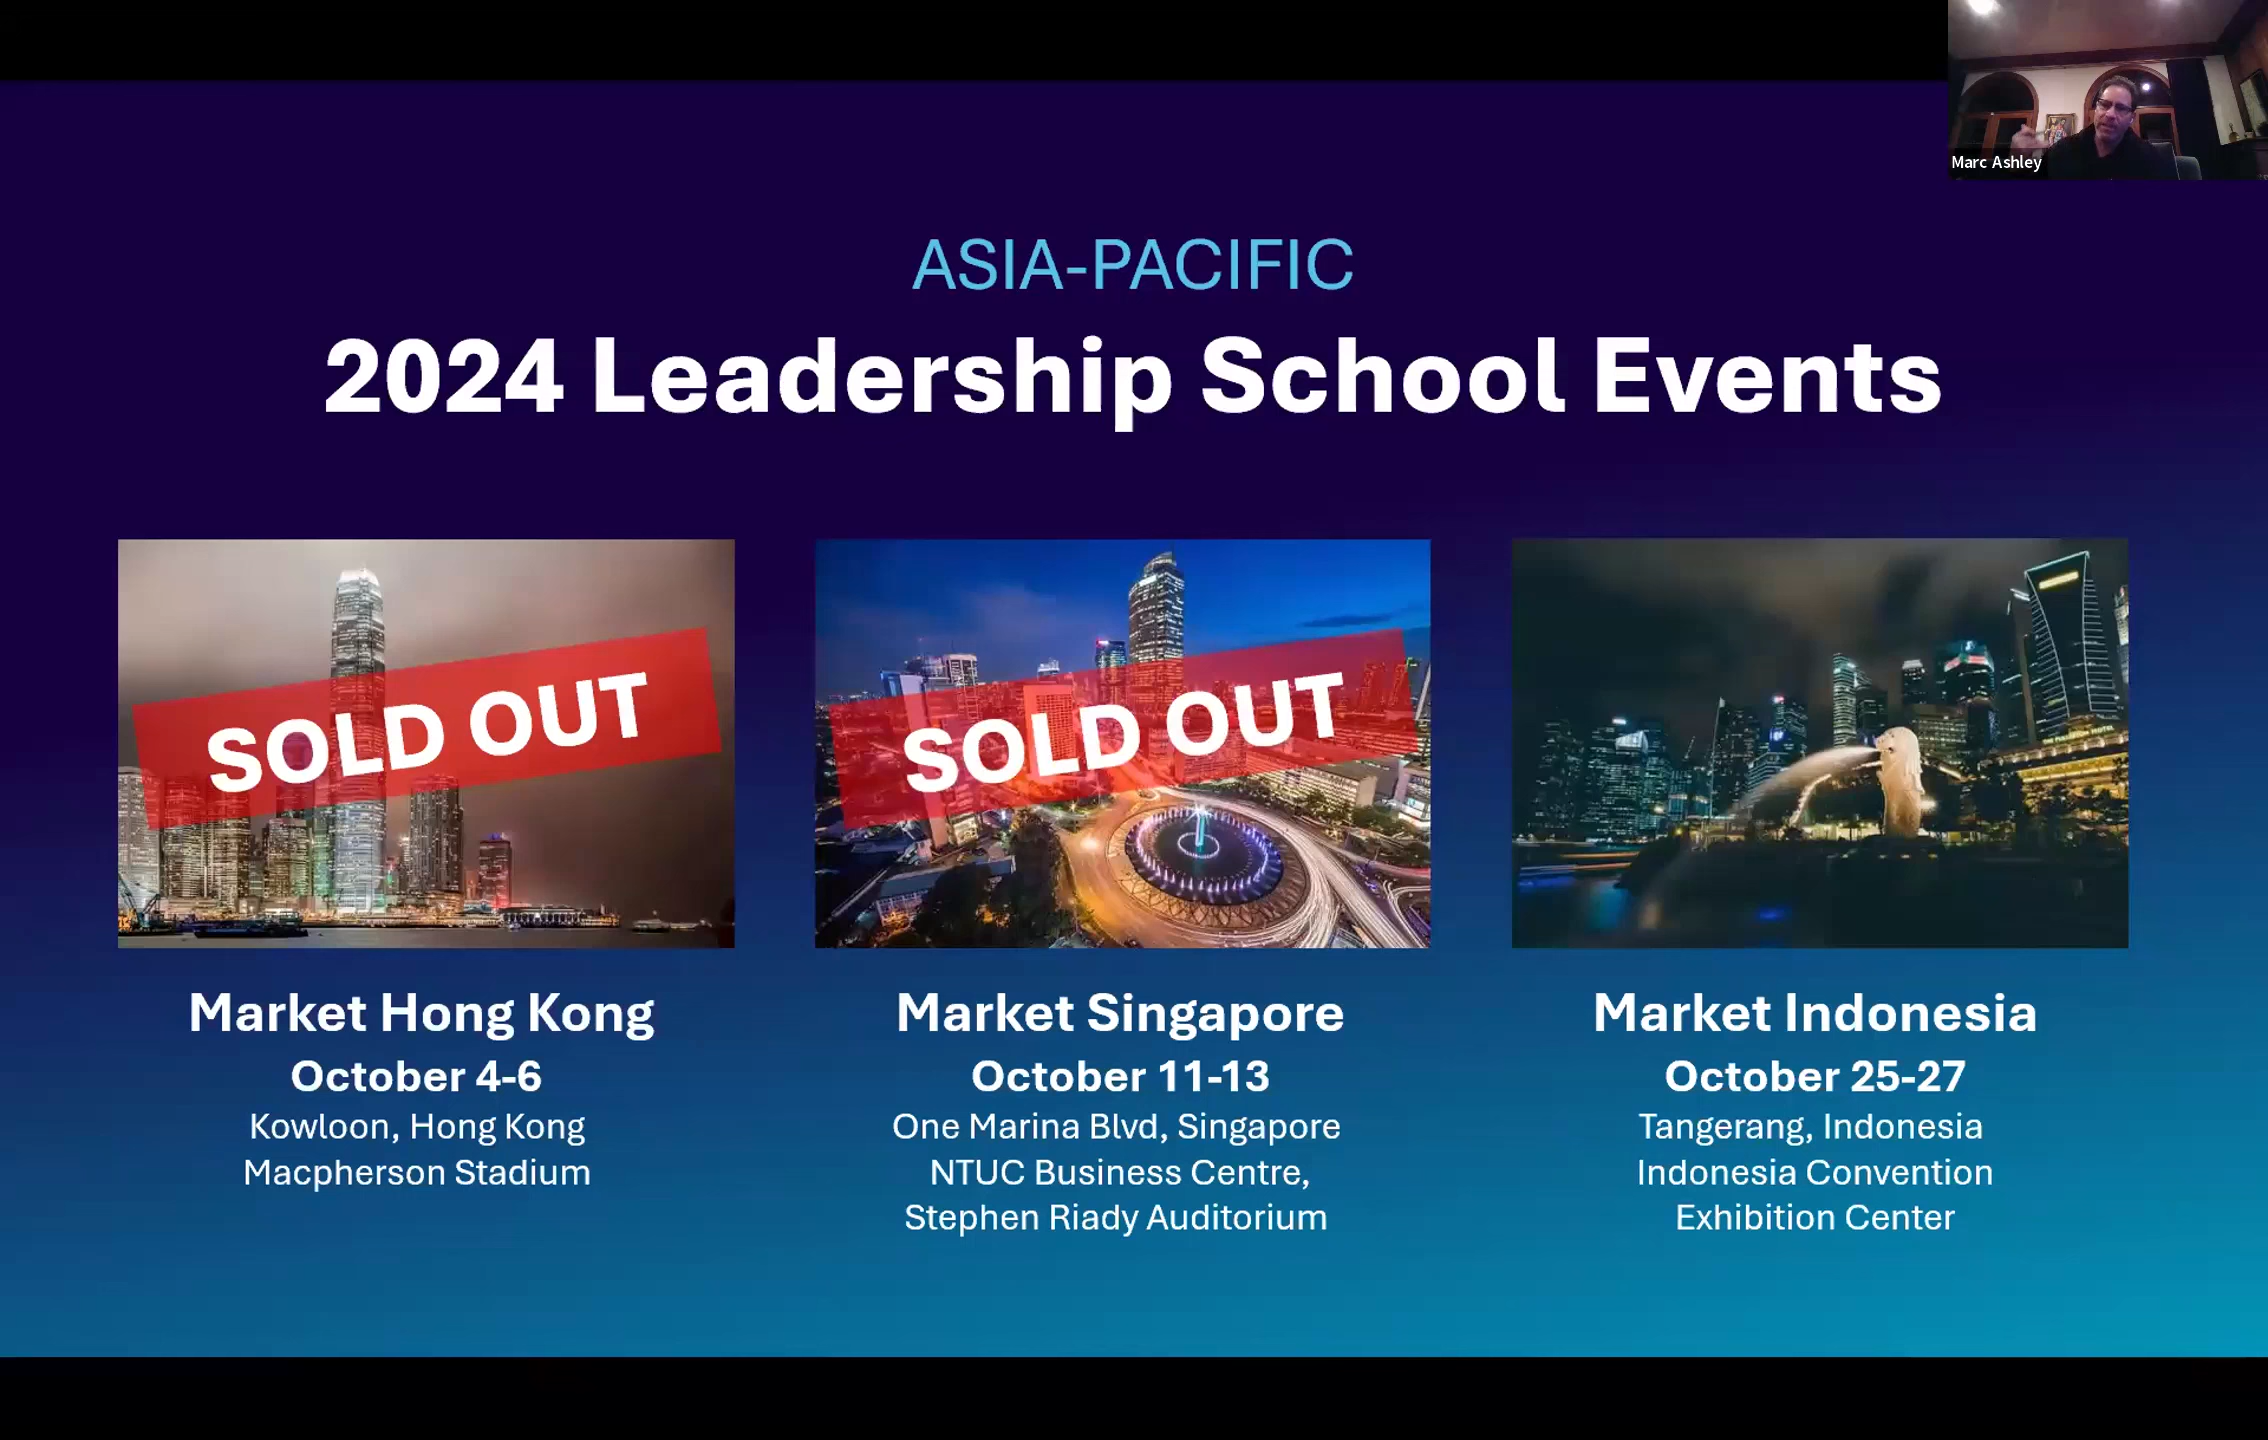 Marc Ashley
ASIA-PACIFIC
2024 Leadership School Events
SOLD OUT
SOLD OUT
Market Hong Kong
October 4-6
Kowloon, Hong Kong
Macpherson Stadium
Market Singapore
October 11-13
One Marina Blvd, Singapore
NTUC Business Centre,
Stephen Riady Auditorium
Market Indonesia
October 25-27
Tangerang, Indonesia
Indonesia Convention
Exhibition Center